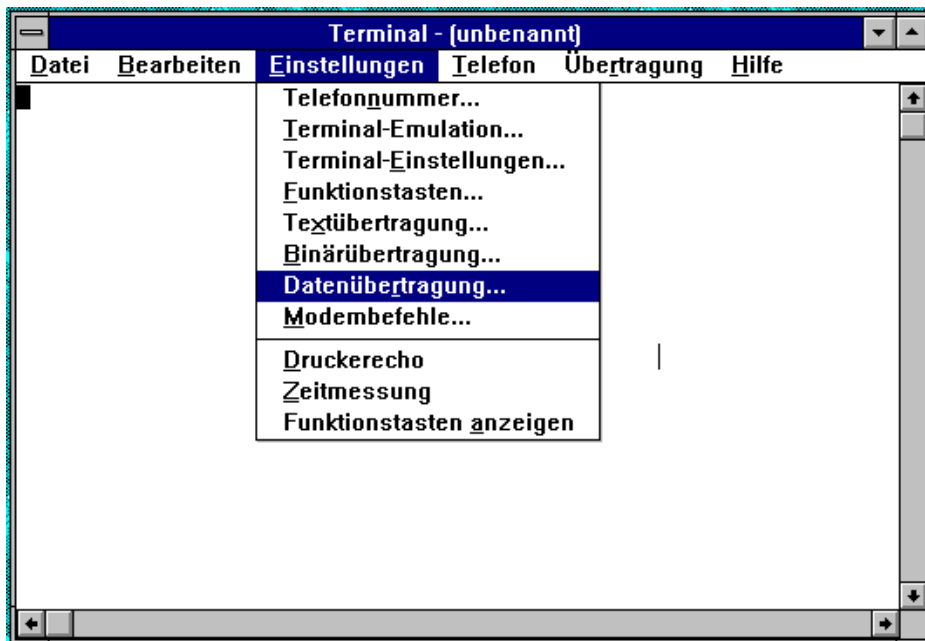 Terminal - (unbenannt)
Datei Bearbeiten Einstellungen Telefon Übertragung Hilfe
Telefonnummer...
Terminal-Emulation...
Terminal-Einstellungen...
Funktionstasten...
Textübertragung...
Binärübertragung...
Datenübertragung...
Modembefehle...
Druckerecho
Zeitmessung
Funktionstasten anzeigen